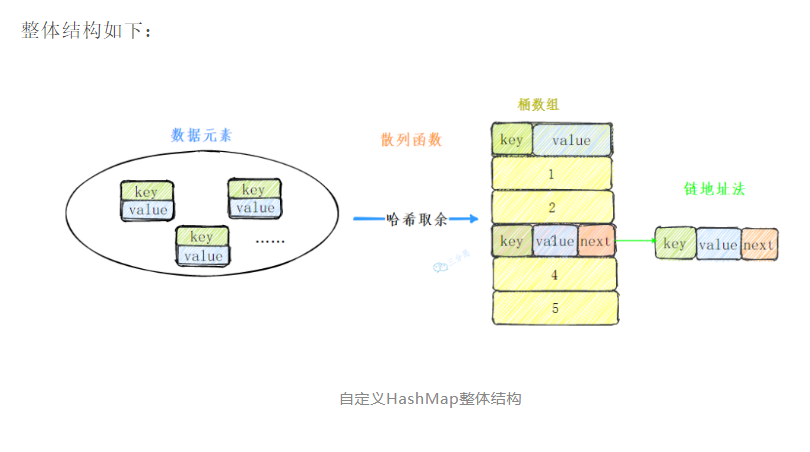 整体结构如下：
数据元素
散列函数
桶数组
链地址法
key
value
key
value
key
value
……
哈希取余
key value
1
2
key value next
4
5
key value next
自定义HashMap整体结构